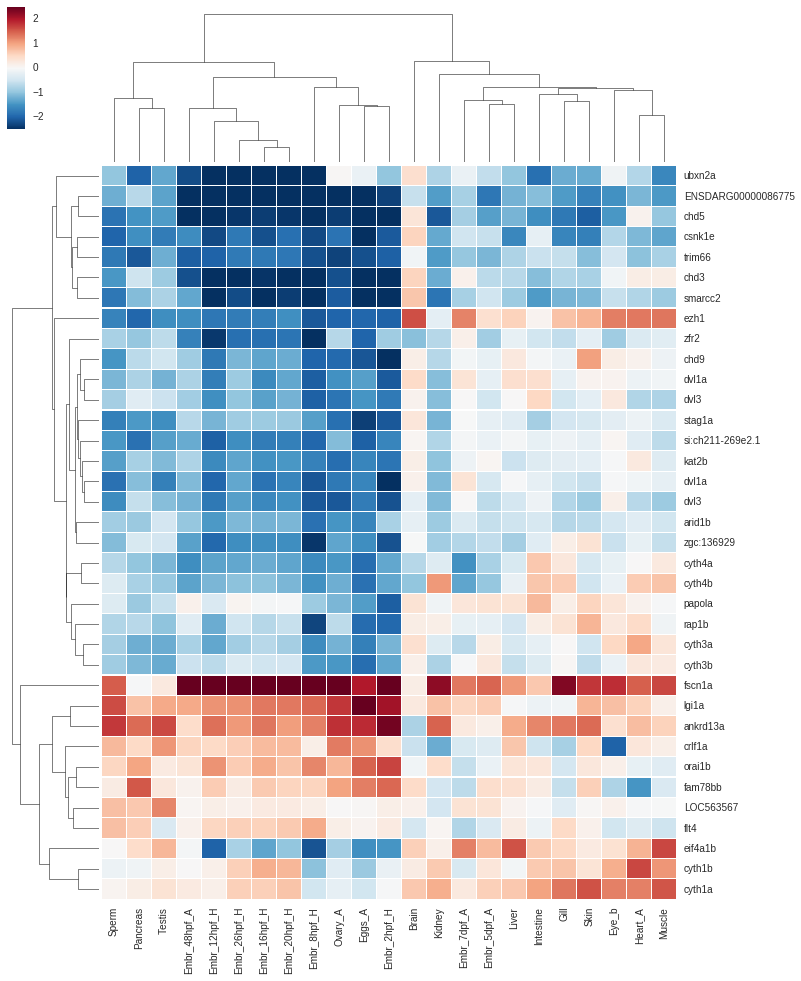 2
1
0
−1
−2
ubxn2a
ENSDARG00000086775
chd5
csnk1e
trim66
chd3
smarcc2
ezh1
zfr2
chd9
dvl1a
dvl3
stag1a
si:ch211-269e2.1
kat2b
dvl1a
dvl3
arid1b
zgc:136929
cyth4a
cyth4b
papola
rap1b
cyth3a
cyth3b
fscn1a
lgi1a
ankrd13a
crlf1a
orai1b
fam78bb
LOC563567
flt4
eif4a1b
cyth1b
cyth1a
Sperm
Pancreas
Testis
Embr_48hpf_A
Embr_12hpf_H
Embr_26hpf_H
Embr_16hpf_H
Embr_20hpf_H
Embr_8hpf_H
Ovary_A
Eggs_A
Embr_2hpf_H
Brain
Kidney
Embr_7dpf_A
Embr_5dpf_A
Liver
Intestine
Gill
Skin
Eye_b
Heart_A
Muscle